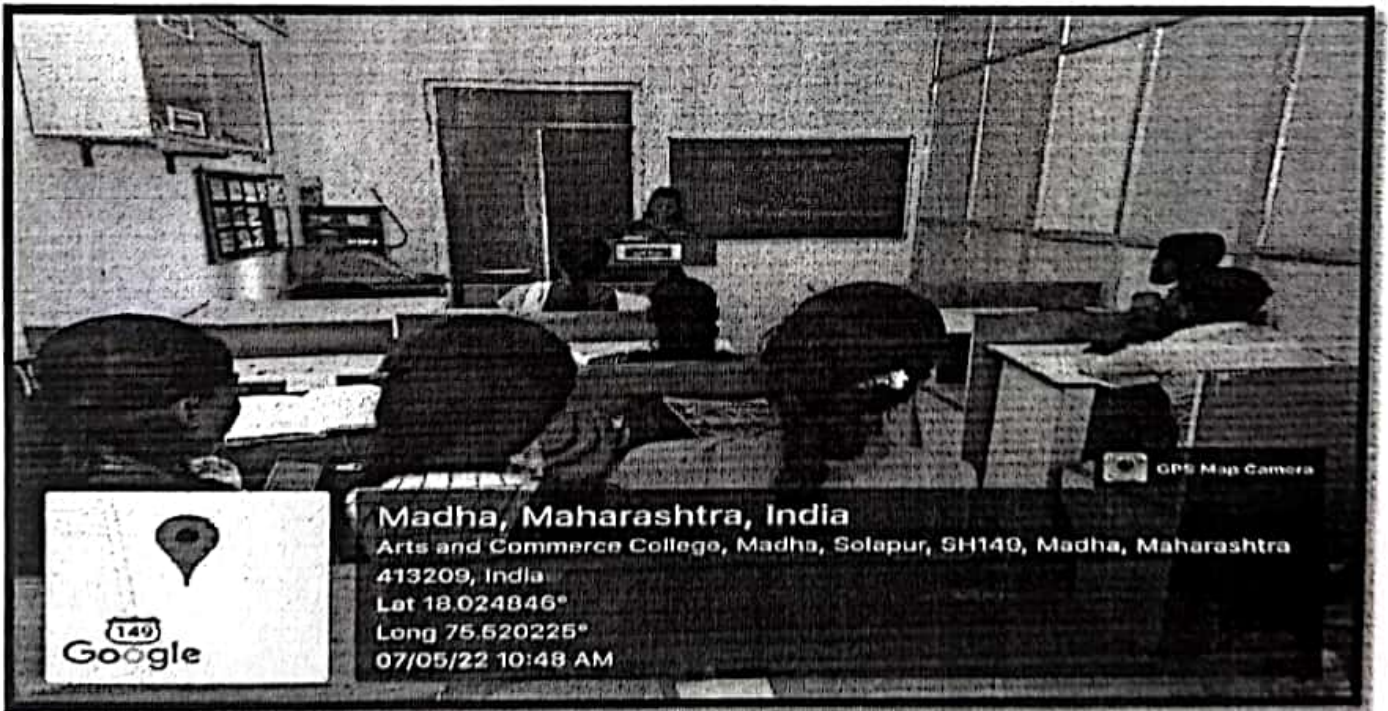 GPS Map Camera
Madha, Maharashtra, India
Arts and Commerce College, Madha, Solapur, SH149, Madha, Maharashtra
413209, India
Lat 18.024846°
Long 75.520225°
07/05/22 10:48 AM
149
Google